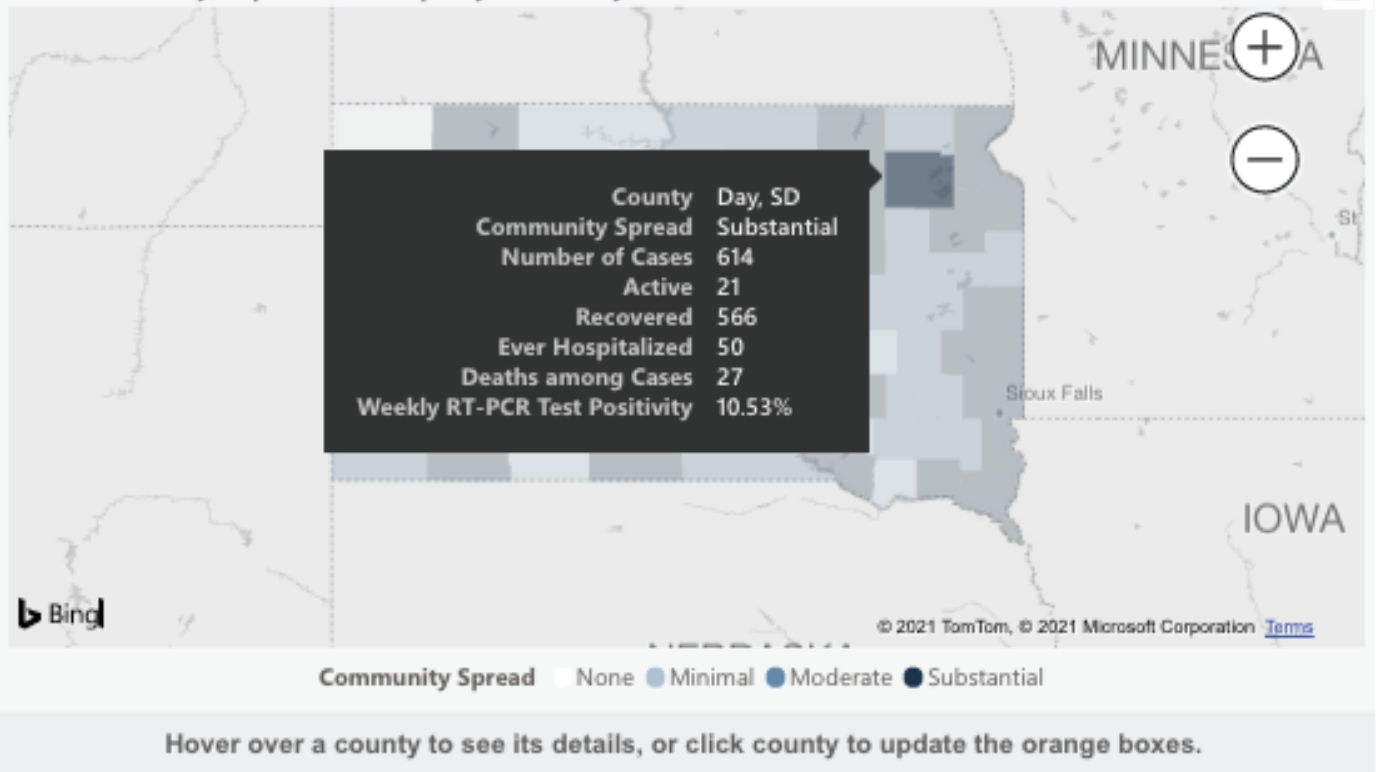 MINNES A
County Day, SD
Community Spread Substantial
Number of Cases 614
Active 21
Recovered 566
Ever Hospitalized 50
Deaths among Cases 27
Weekly RT-PCR Test Positivity 10.53%
St
Sioux Falls
IOWA
Bing
© 2021 TomTom, © 2021 Microsoft Corporation Terms
NEBRASKA
Community Spread None Minimal Moderate Substantial
Hover over a county to see its details, or click county to update the orange boxes.